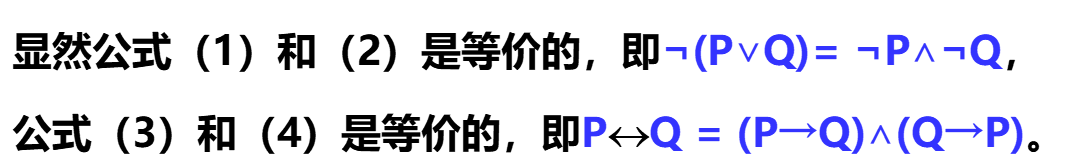 显然公式（1）和（2）是等价的，即¬(P∨Q)= ¬P∧¬Q，
公式（3）和（4）是等价的，即P↔Q = (P→Q)∧(Q→P)。